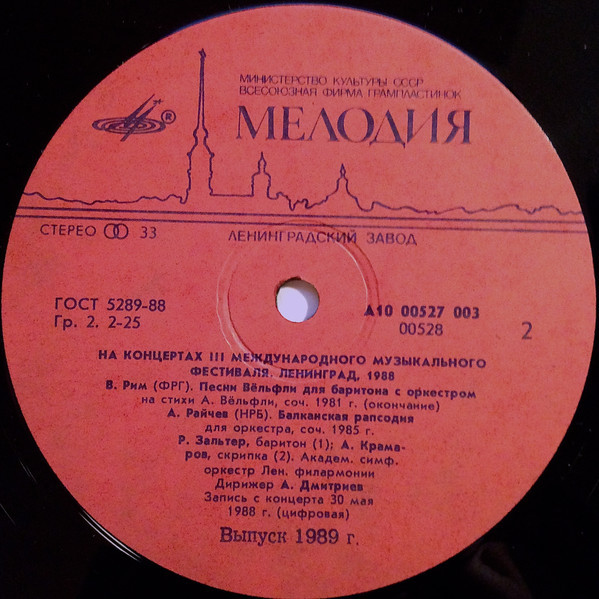 МИНИСТЕРСТВО КУЛЬТУРЫ СССР
ВСЕСОЮЗНАЯ ФИРМА ГРАМПЛАСТИНОК
МЕЛОДИЯ
®
СТЕРЕО 33
ЛЕНИНГРАДСКИЙ ЗАВОД
ГОСТ 5289-88
Гр. 2. 2-25
А10 00527 003
00528
2
НА КОНЦЕРТАХ III МЕЖДУНАРОДНОГО МУЗЫКАЛЬНОГО
ФЕСТИВАЛЯ. ЛЕНИНГРАД, 1988
В. Рим (ФРГ). Песни Вёльфли для баритона с оркестром
на стихи А. Вёльфли, соч. 1981 г. (окончание)
А. Райчев (НРБ). Балканская рапсодия
для оркестра, соч. 1985 г.
Р. Зальтер, баритон (1); А. Крама-
ров, скрипка (2). Академ. симф.
оркестр Лен. филармонии
Дирижер А. Дмитриев
Запись с концерта 30 мая
1988 г. (цифровая)
Выпуск 1989 г.